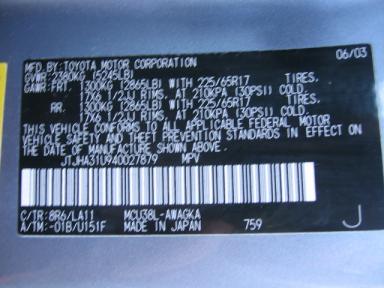 MFD. BY: TOYOTA MOTOR CORPORATION 06/03
GVWR: 2380KG (5245LB)
GAWR: FRT. 1300KG (2865LB) WITH 225/65R17 TIRES,
17X6 1/2JJ RIMS, AT 210KPA (30PSI) COLD.
RR. 1300KG (2865LB) WITH 225/65R17 TIRES,
17X6 1/2JJ RIMS, AT 210KPA (30PSI) COLD.
THIS VEHICLE CONFORMS TO ALL APPLICABLE FEDERAL MOTOR
VEHICLE SAFETY AND THEFT PREVENTION STANDARDS IN
EFFECT ON THE DATE OF MANUFACTURE SHOWN ABOVE.
JTJHA31U940027879 MPV
C/TR: 8R6/LA11 MCU38L-AWAGKA
A/TM: -01B/U151F MADE IN JAPAN 759 J